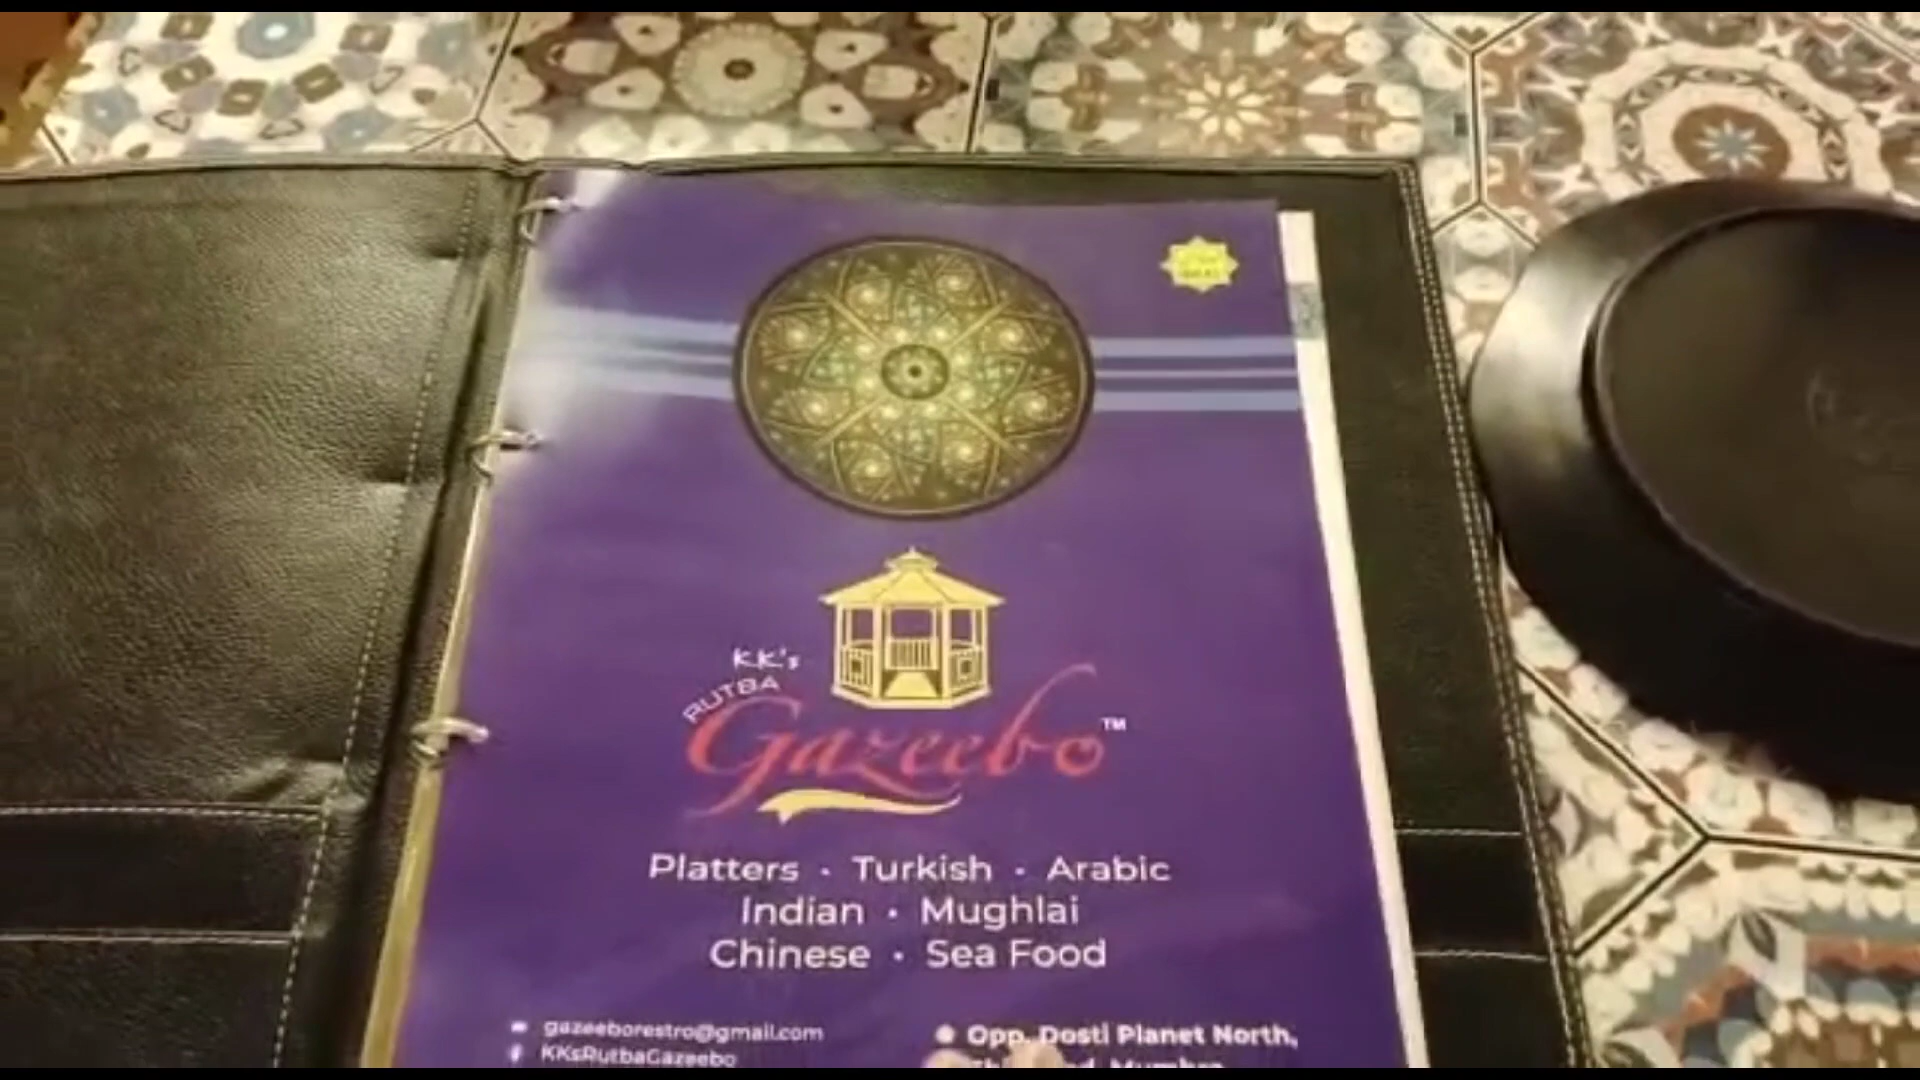 KK's
RUTBA
Gazeebo™
Platters • Turkish • Arabic
Indian • Mughlai
Chinese • Sea Food
gazeeborestro@gmail.com
KKsRutbaGazeebo
Opp. Dosti Planet North,
Mumbra